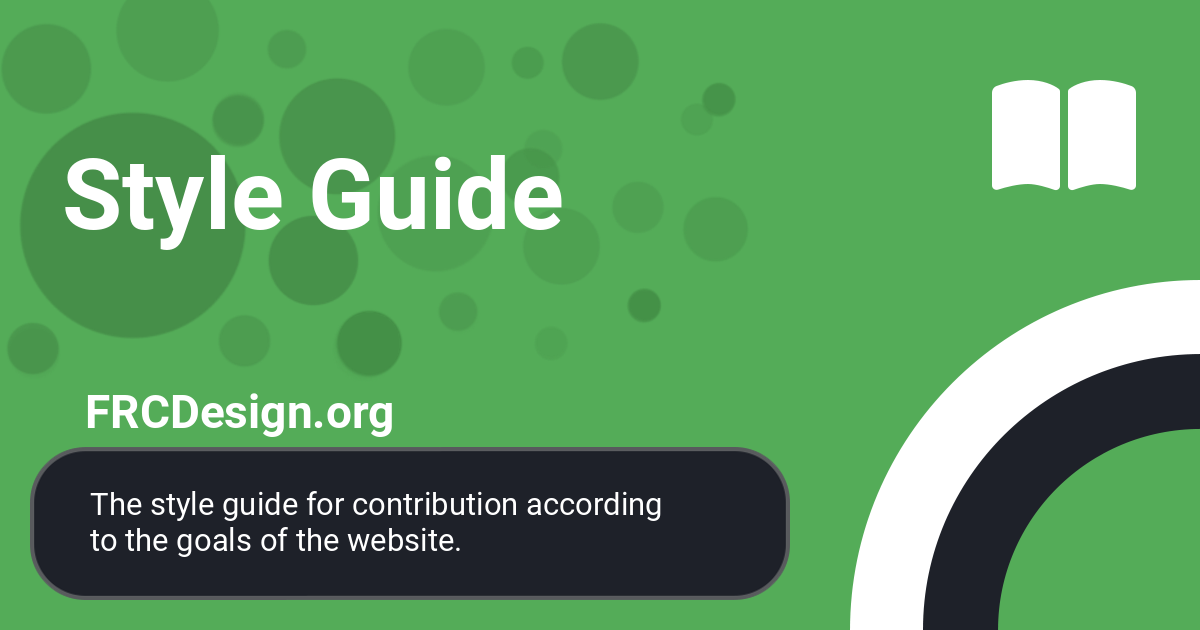 Style Guide
FRCDesign.org
The style guide for contribution according
to the goals of the website.